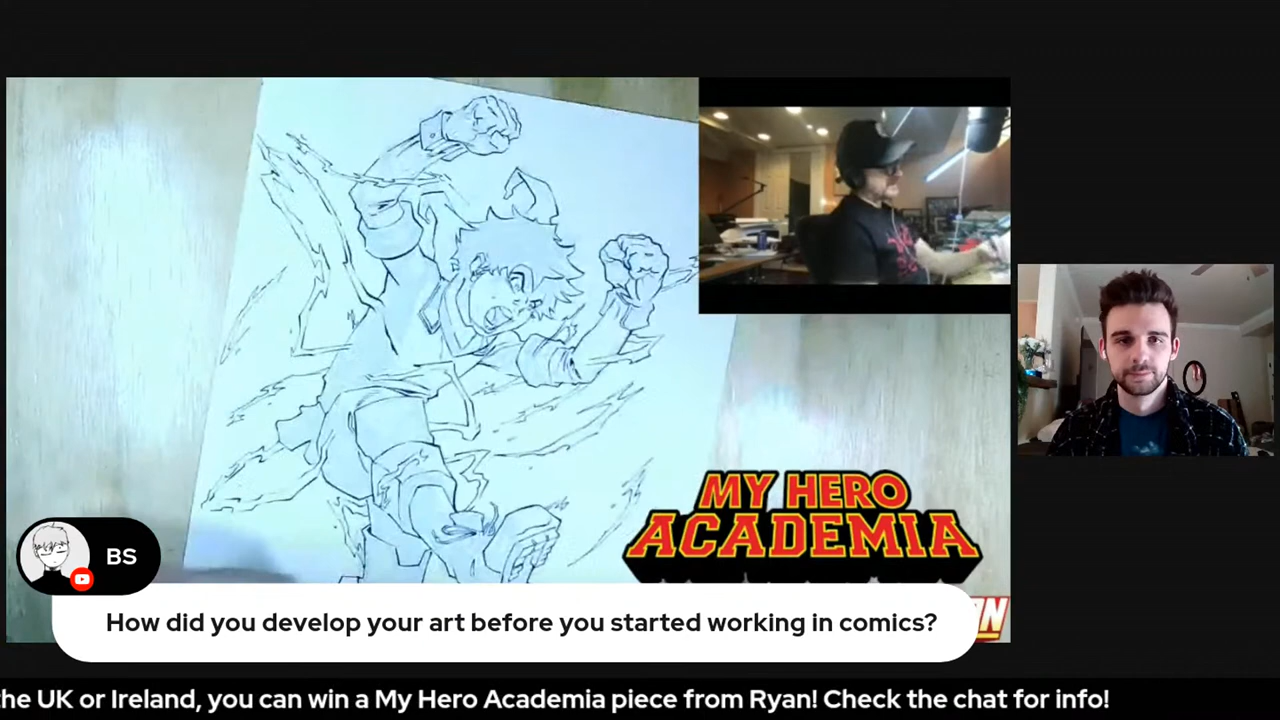 MY HERO
ACADEMIA
BS
How did you develop your art before you started working in comics?
the UK or Ireland, you can win a My Hero Academia piece from Ryan! Check the chat for info!